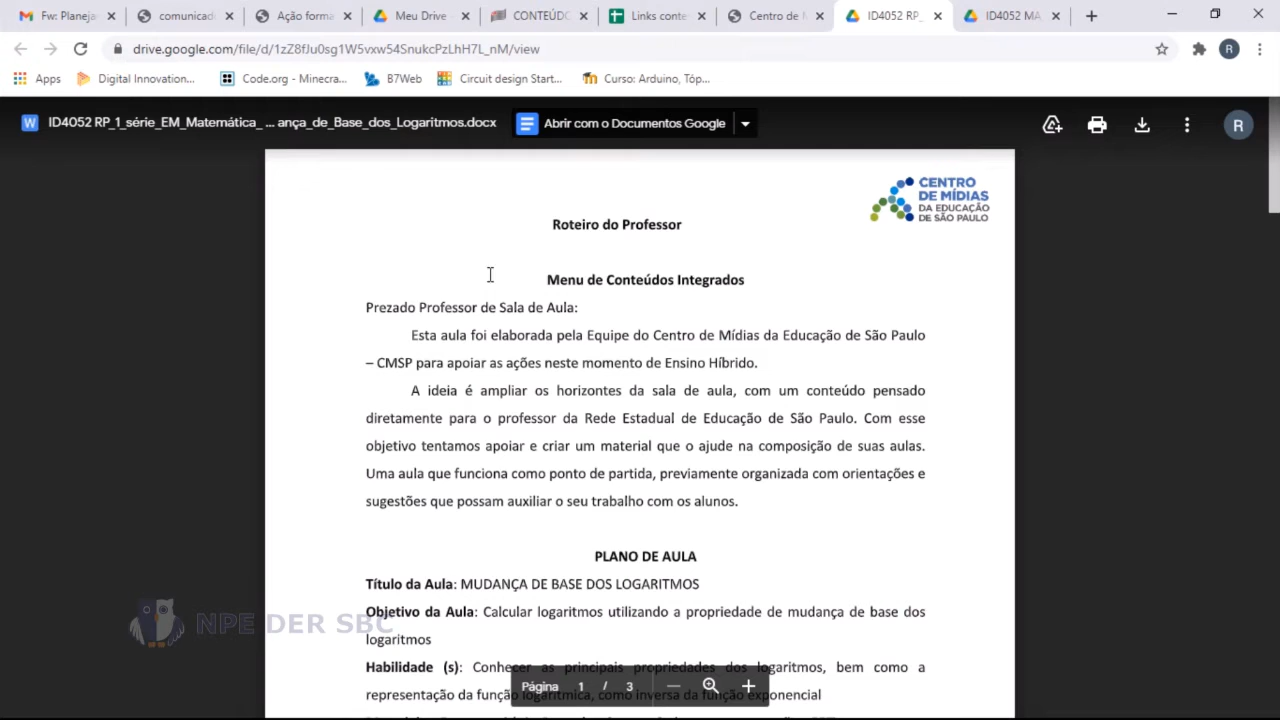 Fw: Planeja
comunicad
Ação forma
Meu Drive -
CONTEÚDO
Links conte
Centro de M
ID4052 RP_
ID4052 MA
drive.google.com/file/d/1zZ8fJu0sg1W5vxw54SnukcPzLhH7L_nM/view
R
Apps
Digital Innovation...
Code.org - Minecra...
B7Web
Circuit design Start...
Curso: Arduino, Tóp...
W
ID4052 RP_1_série_EM_Matemática_ ... ança_de_Base_dos_Logaritmos.docx
Abrir com o Documentos Google
R
CENTRO
DE MÍDIAS
DA EDUCAÇÃO
DE SÃO PAULO
Roteiro do Professor
Menu de Conteúdos Integrados
Prezado Professor de Sala de Aula:
Esta aula foi elaborada pela Equipe do Centro de Mídias da Educação de São Paulo
– CMSP para apoiar as ações neste momento de Ensino Híbrido.
A ideia é ampliar os horizontes da sala de aula, com um conteúdo pensado
diretamente para o professor da Rede Estadual de Educação de São Paulo. Com esse
objetivo tentamos apoiar e criar um material que o ajude na composição de suas aulas.
Uma aula que funciona como ponto de partida, previamente organizada com orientações e
sugestões que possam auxiliar o seu trabalho com os alunos.
PLANO DE AULA
Título da Aula: MUDANÇA DE BASE DOS LOGARITMOS
Objetivo da Aula: Calcular logaritmos utilizando a propriedade de mudança de base dos
logaritmos
NPE DER SBC
Habilidade (s): Conhecer as principais propriedades dos logaritmos, bem como a
representação da função logarítmica, como inversa da função exponencial
Página 1 / 3